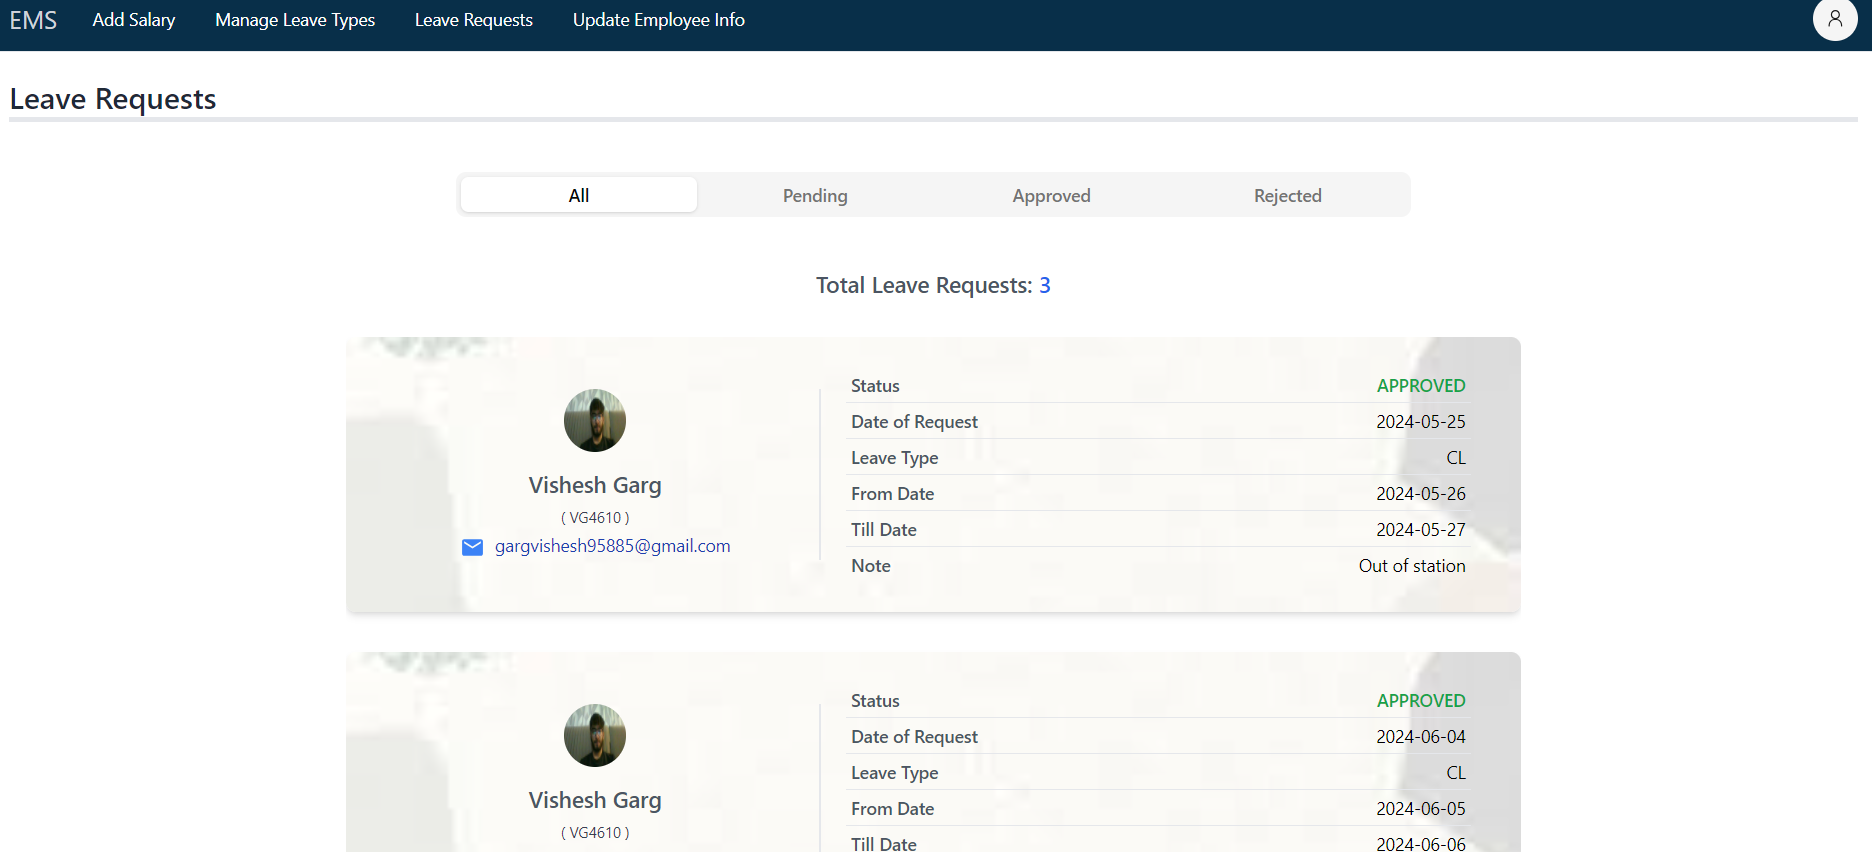 EMS Add Salary Manage Leave Types Leave Requests Update Employee Info
Leave Requests
All Pending Approved Rejected
Total Leave Requests: 3
Vishesh Garg
( VG4610 )
gargvishesh95885@gmail.com
Status APPROVED
Date of Request 2024-05-25
Leave Type CL
From Date 2024-05-26
Till Date 2024-05-27
Note Out of station
Vishesh Garg
( VG4610 )
Status APPROVED
Date of Request 2024-06-04
Leave Type CL
From Date 2024-06-05
Till Date 2024-06-06